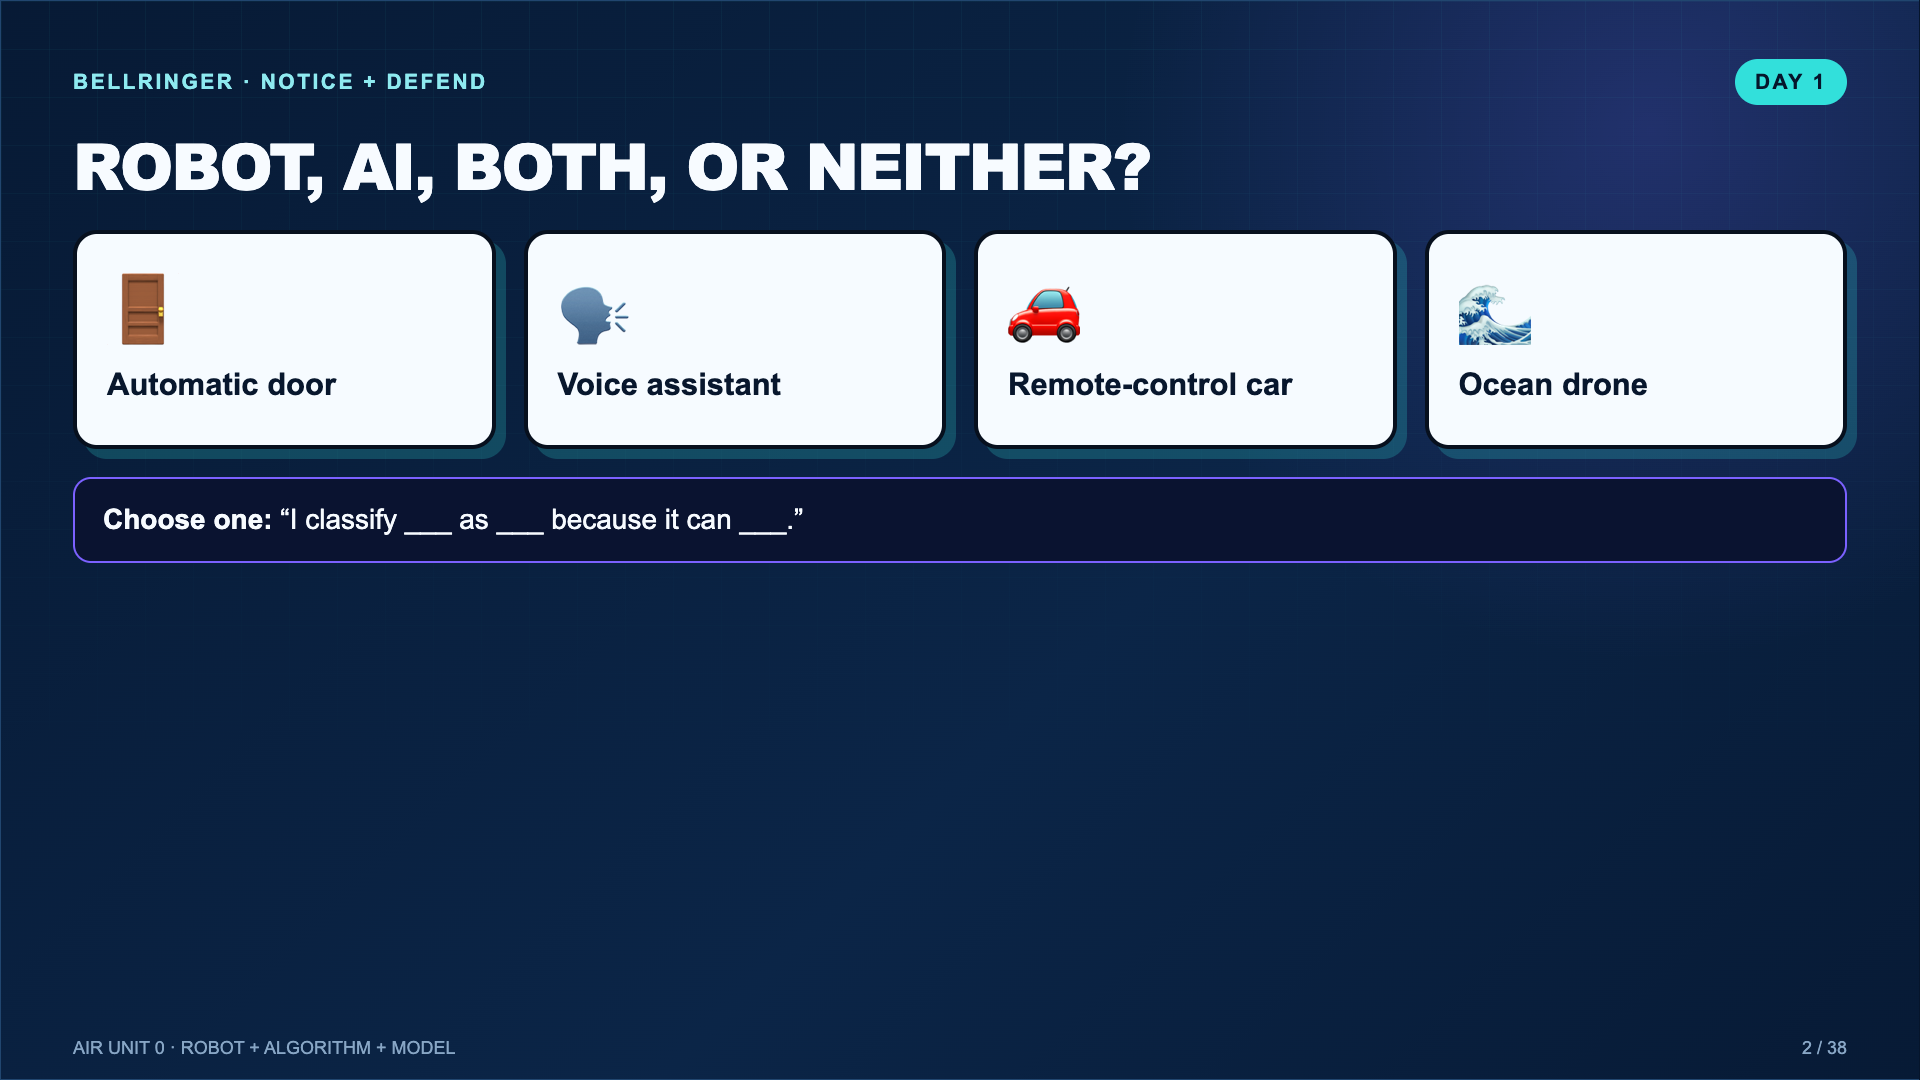 BELLRINGER · NOTICE + DEFEND
DAY 1
ROBOT, AI, BOTH, OR NEITHER?
Automatic door
Voice assistant
Remote-control car
Ocean drone
Choose one: “I classify ___ as ___ because it can ___.”
AIR UNIT 0 · ROBOT + ALGORITHM + MODEL
2 / 38